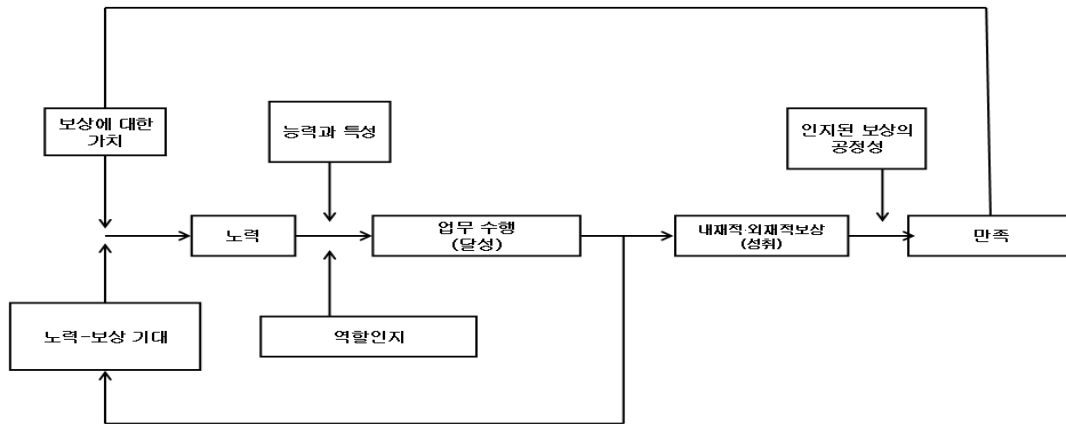 보상에 대한
가치
능력과 특성
인지된 보상의
공정성
노력
업무 수행
(달성)
내재적·외재적보상
(성취)
만족
노력-보상 기대
역할인지